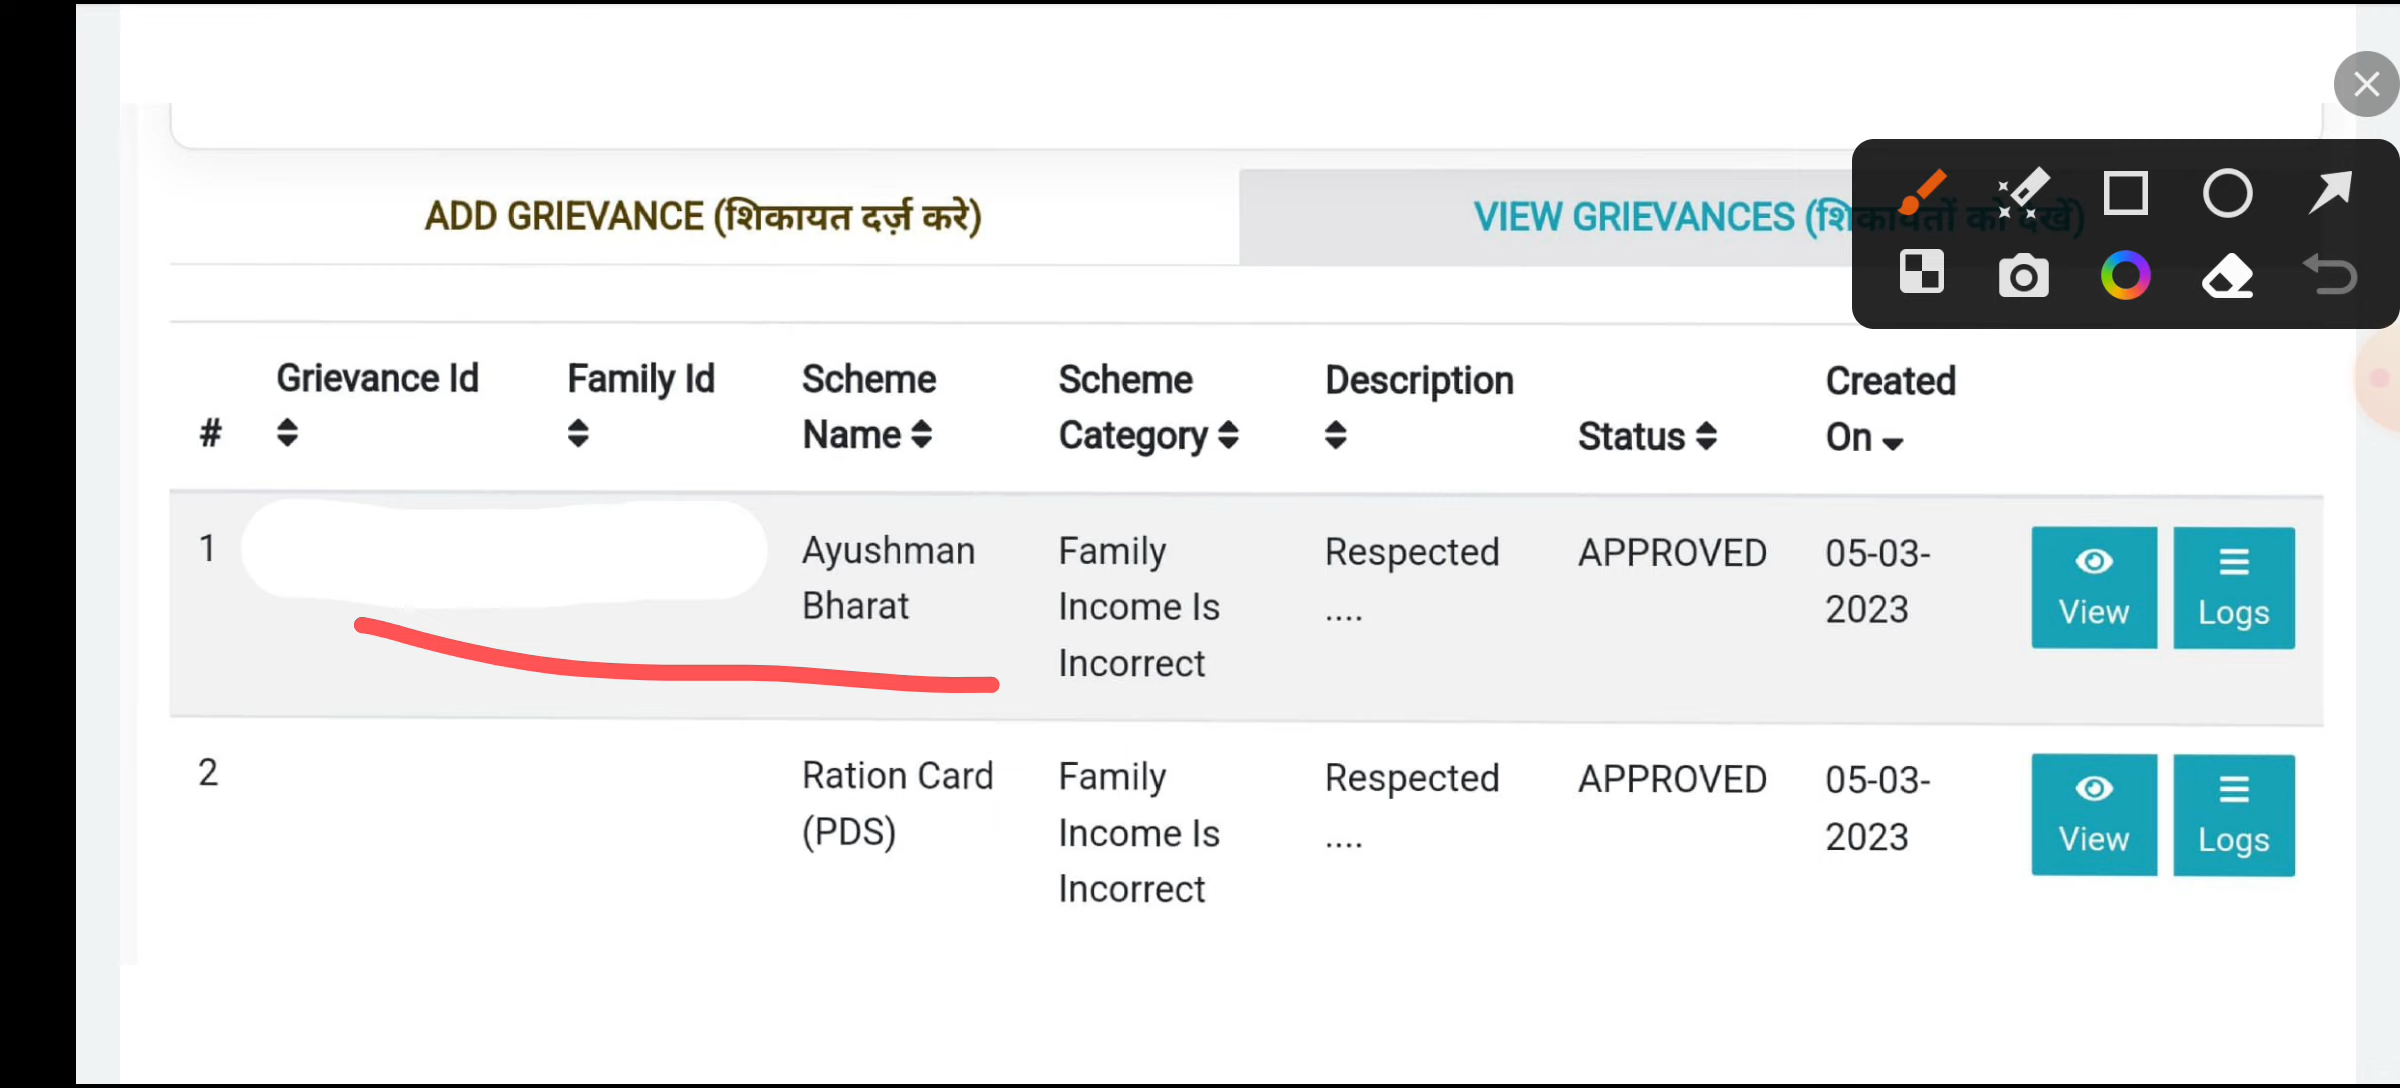 ADD GRIEVANCE (शिकायत दर्ज़ करे)
VIEW GRIEVANCES (शिकायतों को देखें)
# Grievance Id Family Id Scheme Name Scheme Category Description Status Created On
1 Ayushman Bharat Family Income Is Incorrect Respected .... APPROVED 05-03-2023 View Logs
2 Ration Card (PDS) Family Income Is Incorrect Respected .... APPROVED 05-03-2023 View Logs